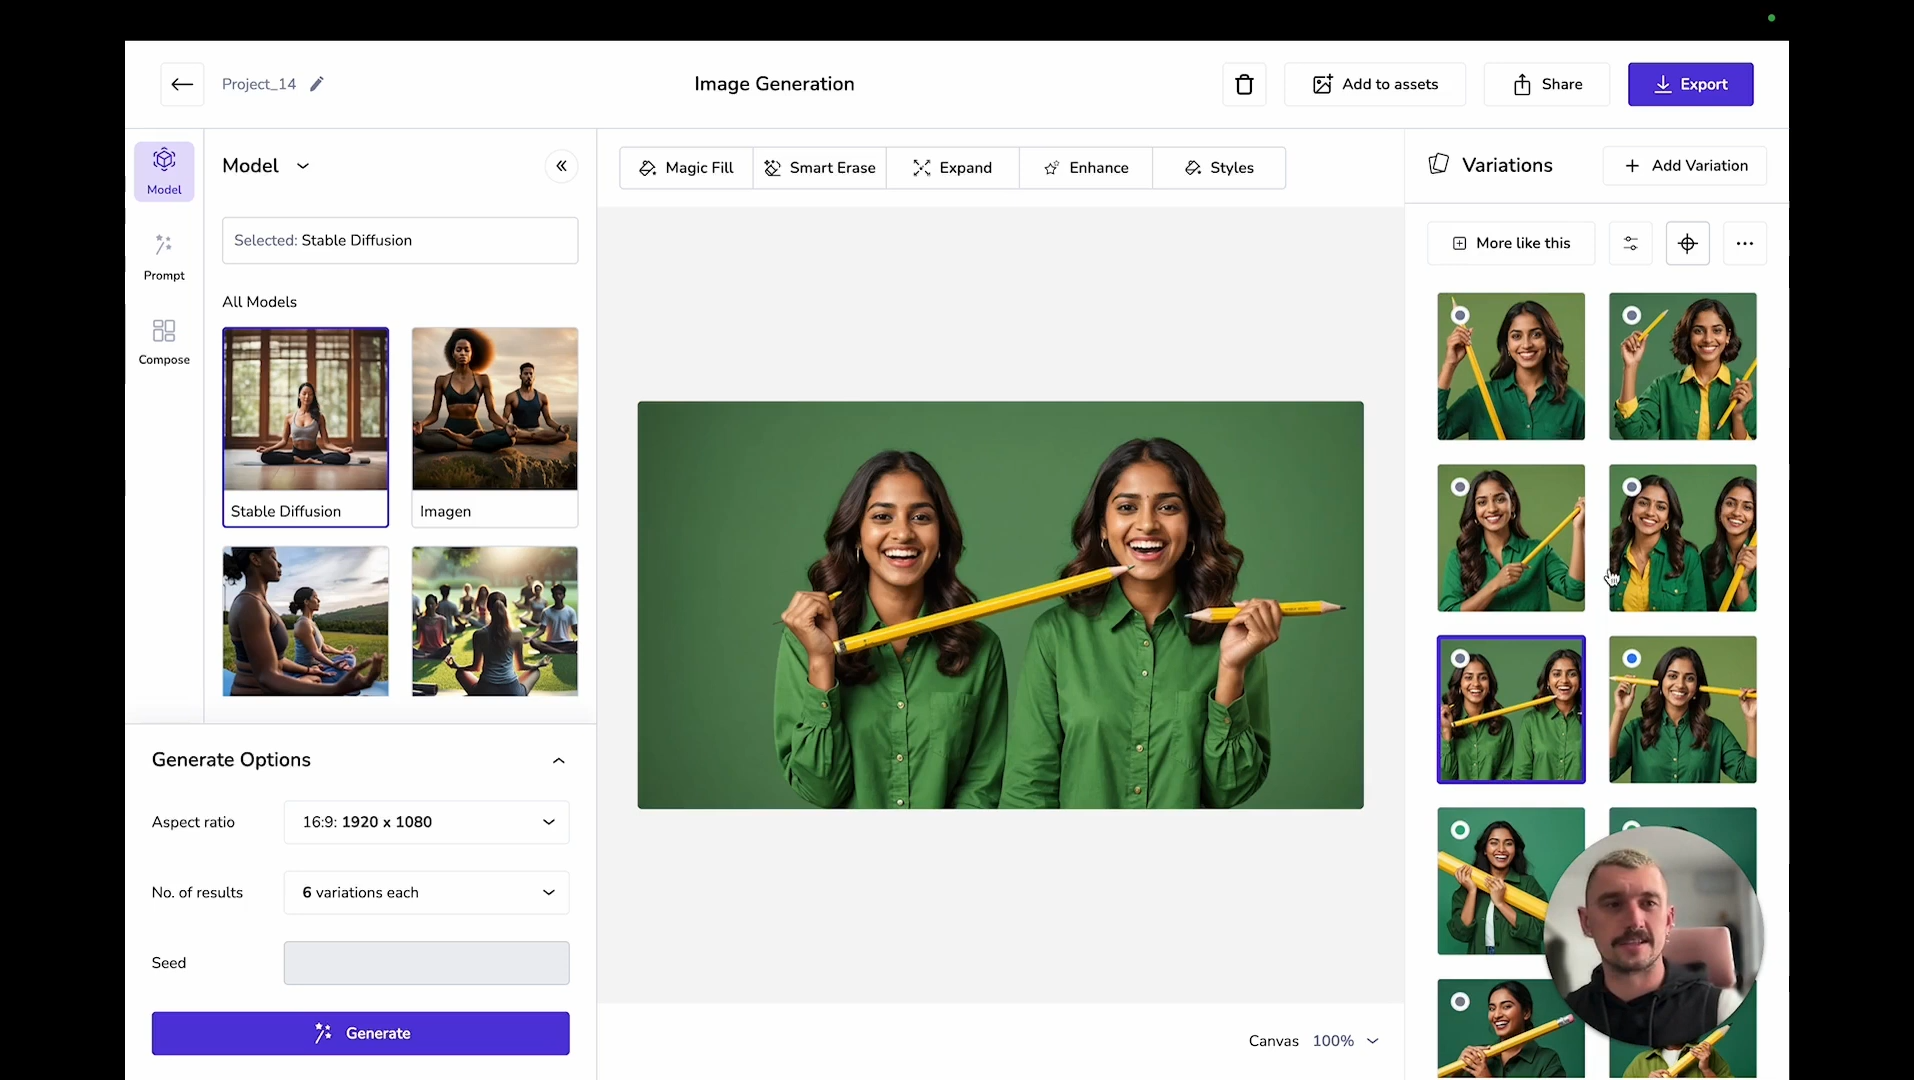 Project_14
Image Generation
Add to assets
Share
Export
Model
Prompt
Compose
Model
Selected: Stable Diffusion
All Models
Stable Diffusion
Imagen
Generate Options
Aspect ratio
16:9: 1920 x 1080
No. of results
6 variations each
Seed
Generate
Magic Fill
Smart Erase
Expand
Enhance
Styles
Canvas 100%
Variations
Add Variation
More like this